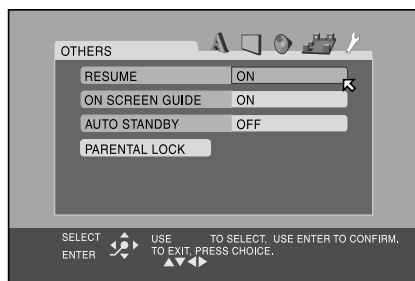 OTHERS
RESUME ON
ON SCREEN GUIDE ON
AUTO STANDBY OFF
PARENTAL LOCK
SELECT
ENTER
USE TO SELECT, USE ENTER TO CONFIRM.
TO EXIT, PRESS CHOICE.